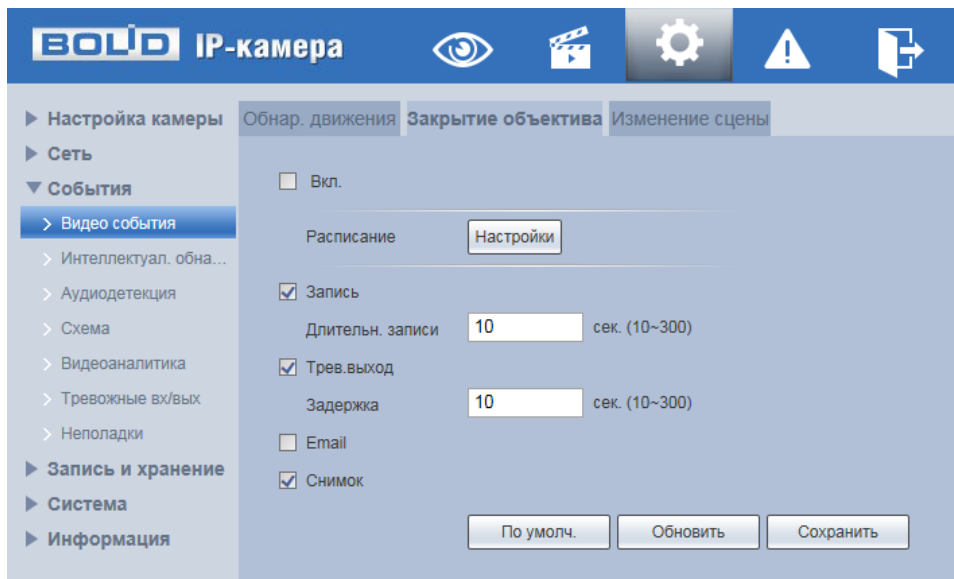 BOLID IP-камера
Настройка камеры
Сеть
События
Видео события
Интеллектуал. обна...
Аудиодетекция
Схема
Видеоаналитика
Тревожные вх/вых
Неполадки
Запись и хранение
Система
Информация
Обнар. движения Закрытие объектива Изменение сцены
Вкл.
Расписание Настройки
Запись
Длительн. записи 10 сек. (10~300)
Трев.выход
Задержка 10 сек. (10~300)
Email
Снимок
По умолч. Обновить Сохранить